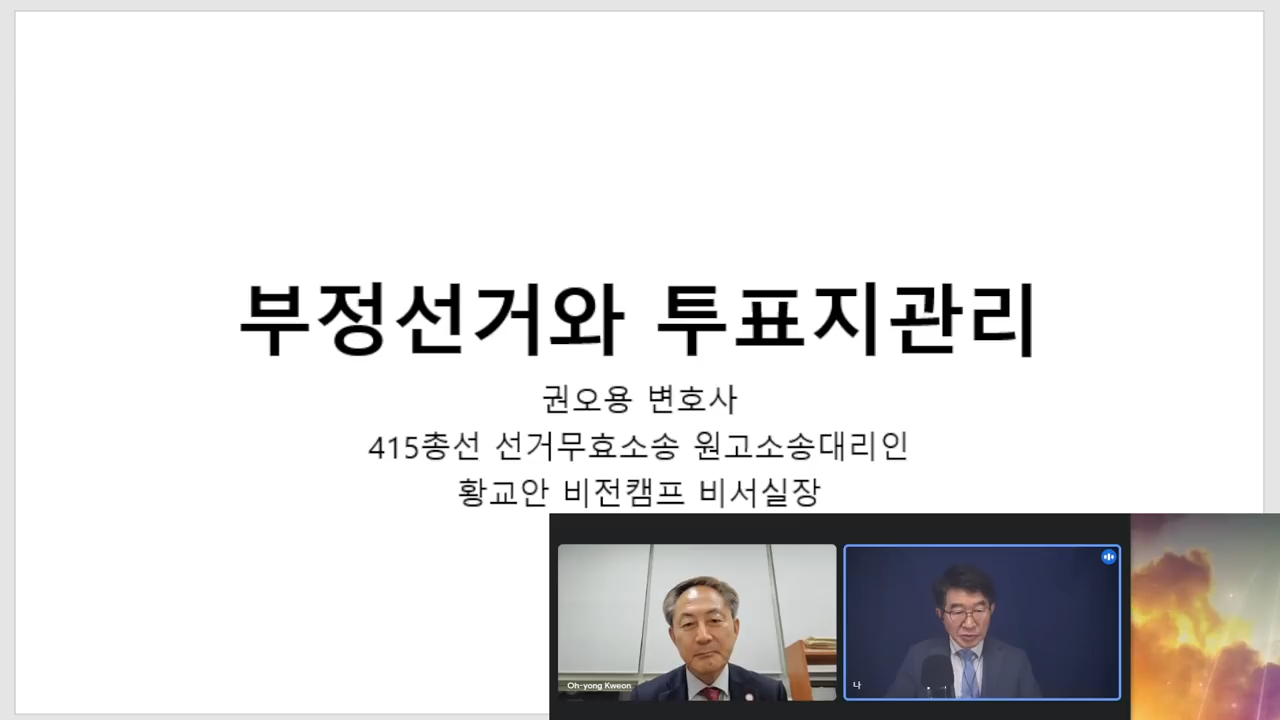 부정선거와 투표지관리
권오용 변호사
415총선 선거무효소송 원고소송대리인
황교안 비전캠프 비서실장
Oh-yong Kweon
나